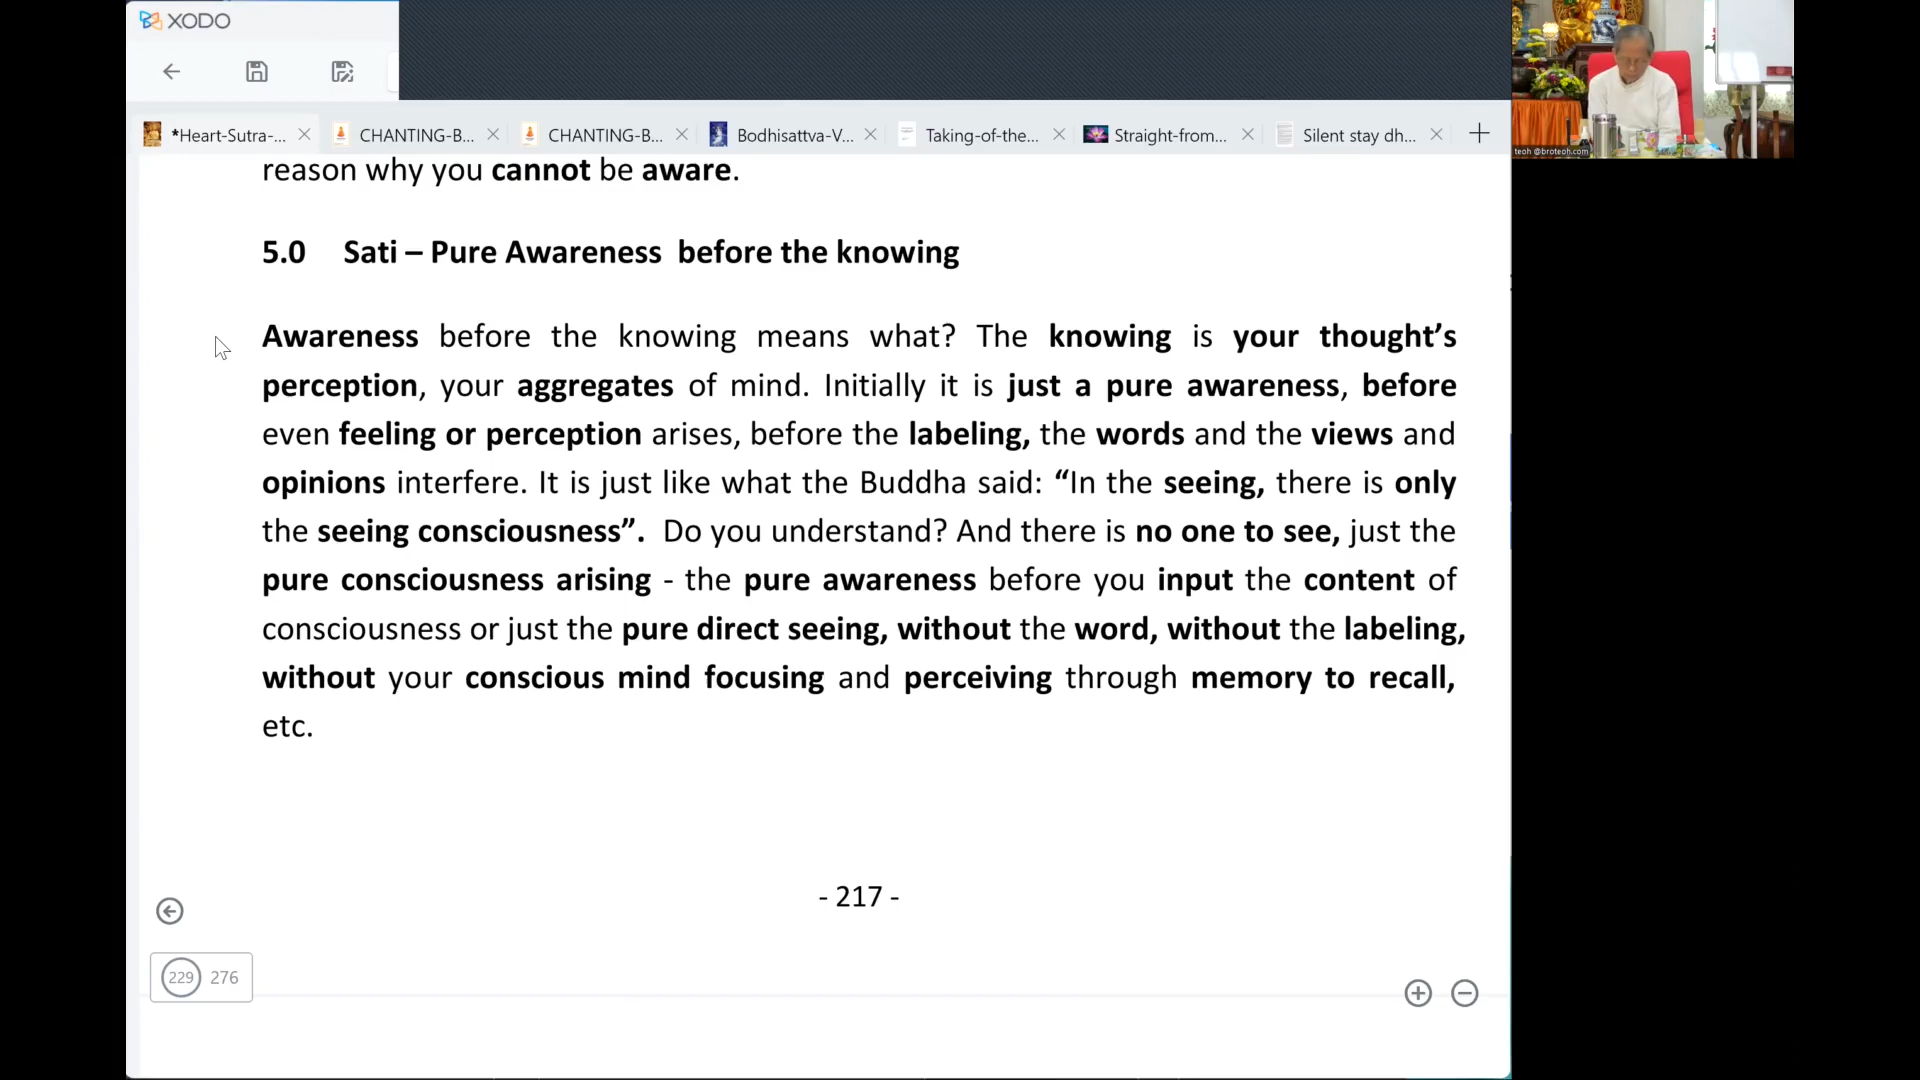 XODO
*Heart-Sutra-...
CHANTING-B...
CHANTING-B...
Bodhisattva-V...
Taking-of-the...
Straight-from...
Silent stay dh...
teoh @broteoh.com
reason why you cannot be aware.
5.0 Sati – Pure Awareness before the knowing
Awareness before the knowing means what? The knowing is your thought’s
perception, your aggregates of mind. Initially it is just a pure awareness, before
even feeling or perception arises, before the labeling, the words and the views and
opinions interfere. It is just like what the Buddha said: “In the seeing, there is only
the seeing consciousness”. Do you understand? And there is no one to see, just the
pure consciousness arising - the pure awareness before you input the content of
consciousness or just the pure direct seeing, without the word, without the labeling,
without your conscious mind focusing and perceiving through memory to recall,
etc.
- 217 -
229 276